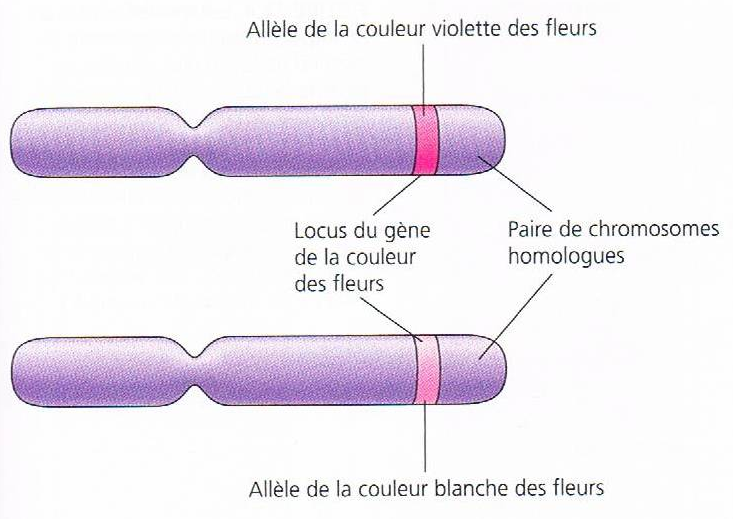 Allèle de la couleur violette des fleurs
Locus du gène
de la couleur
des fleurs
Paire de chromosomes
homologues
Allèle de la couleur blanche des fleurs